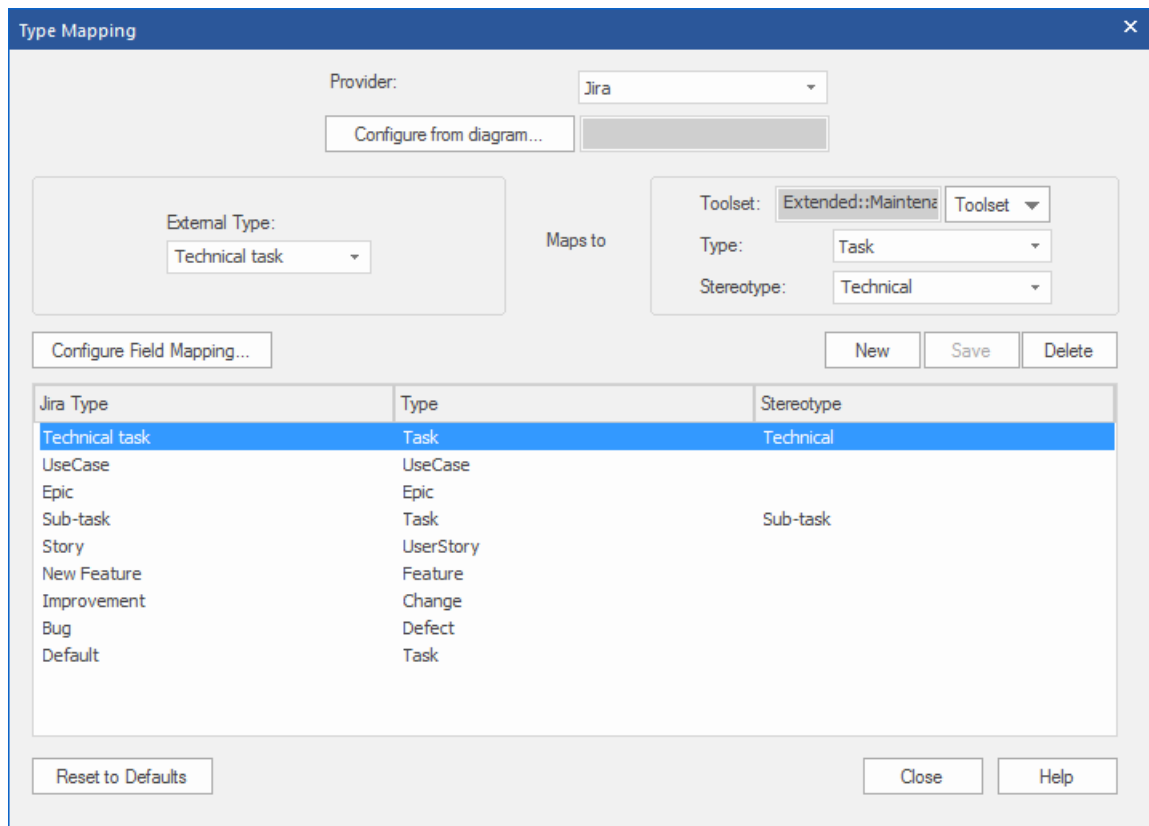 Type Mapping
Provider: Jira
Configure from diagram...
External Type:
Technical task
Maps to
Toolset: Extended::Maintena Toolset
Type: Task
Stereotype: Technical
Configure Field Mapping... New Save Delete
Jira Type Type Stereotype
Technical task Task Technical
UseCase UseCase
Epic Epic
Sub-task Task Sub-task
Story UserStory
New Feature Feature
Improvement Change
Bug Defect
Default Task
Reset to Defaults Close Help